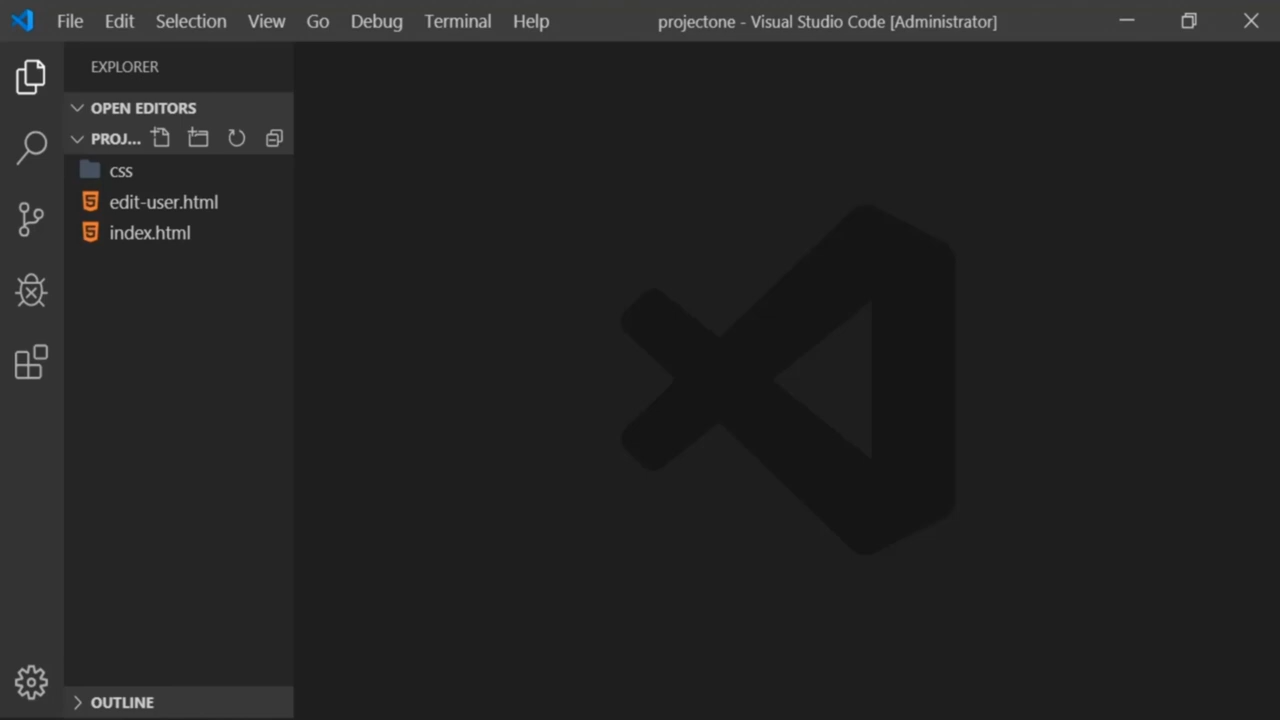 File Edit Selection View Go Debug Terminal Help projectone - Visual Studio Code [Administrator]
EXPLORER
OPEN EDITORS
PROJ...
css
edit-user.html
index.html
OUTLINE